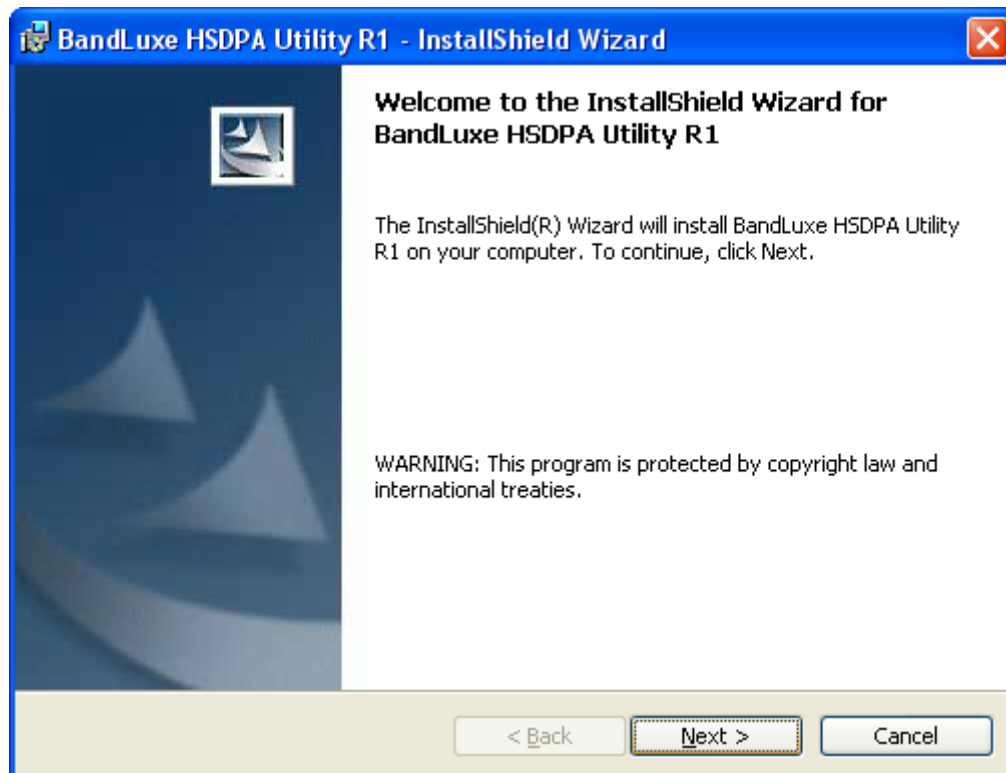 BandLuxe HSDPA Utility R1 - InstallShield Wizard
Welcome to the InstallShield Wizard for
BandLuxe HSDPA Utility R1
The InstallShield(R) Wizard will install BandLuxe HSDPA Utility
R1 on your computer. To continue, click Next.
WARNING: This program is protected by copyright law and
international treaties.
< Back
Next >
Cancel